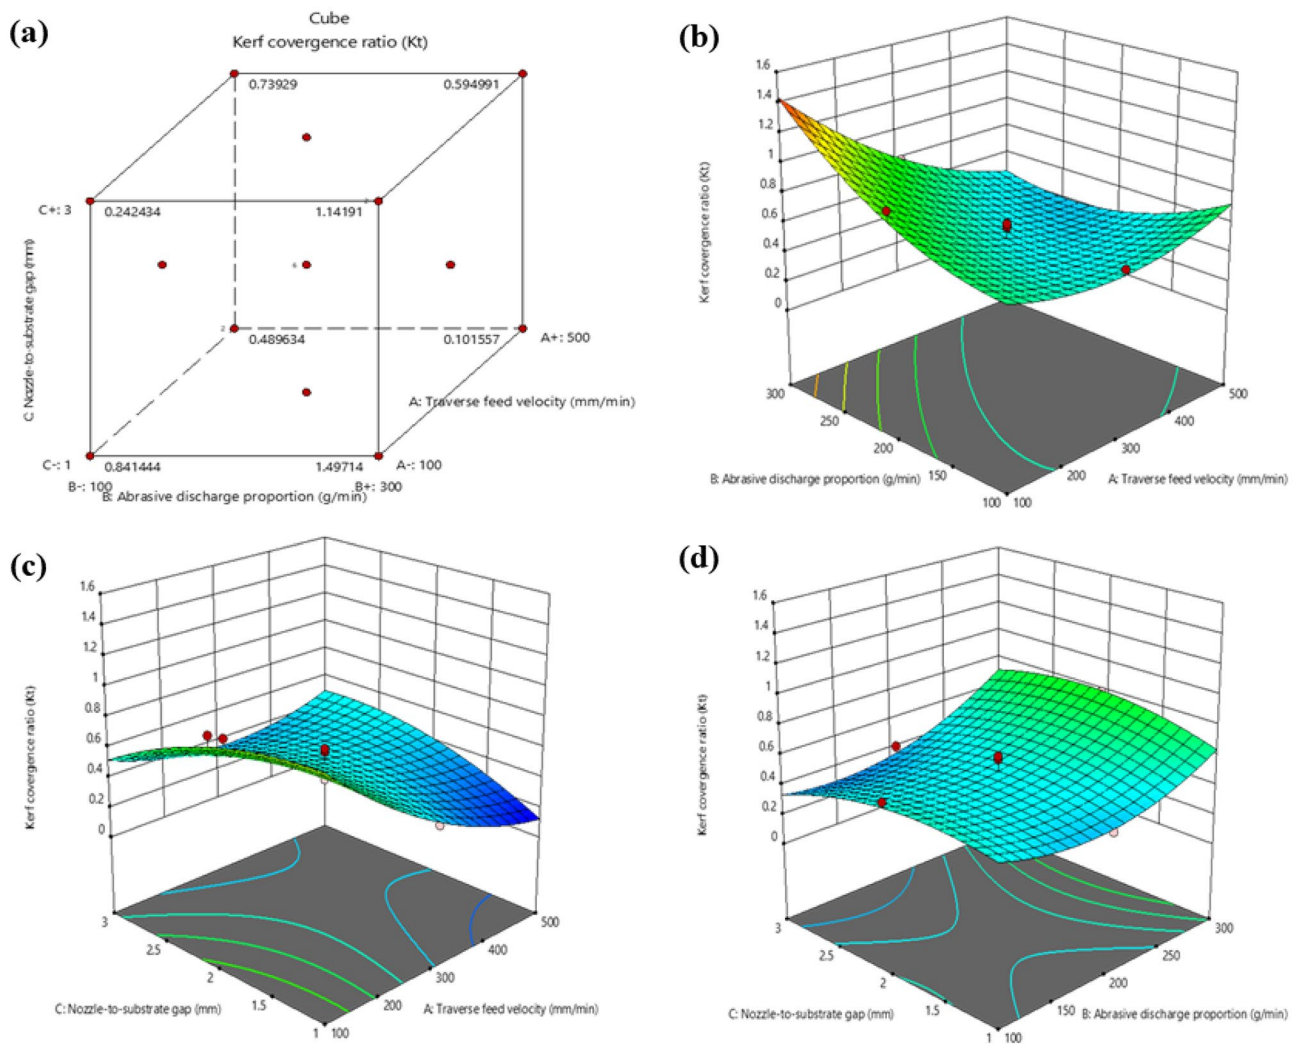 (a)
Cube
Kerf covergence ratio (Kt)
0.73929
0.594991
C+: 3
0.242434
1.14191
2
6
2
0.489634
0.101557
A+: 500
C: Nozzle-to-substrate gap (mm)
A: Traverse feed velocity (mm/min)
C-: 1
0.841444
1.49714
A-: 100
B-: 100
B+: 300
B: Abrasive discharge proportion (g/min)
(b)
1.6
1.4
1.2
1
0.8
0.6
0.4
0.2
0
Kerf covergence ratio (Kt)
300
250
200
150
100
100
200
300
400
500
B: Abrasive discharge proportion (g/min)
A: Traverse feed velocity (mm/min)
(c)
1.6
1.4
1.2
1
0.8
0.6
0.4
0.2
0
Kerf covergence ratio (Kt)
3
2.5
2
1.5
1
100
200
300
400
500
C: Nozzle-to-substrate gap (mm)
A: Traverse feed velocity (mm/min)
(d)
1.6
1.4
1.2
1
0.8
0.6
0.4
0.2
0
Kerf covergence ratio (Kt)
3
2.5
2
1.5
1
100
150
200
250
300
C: Nozzle-to-substrate gap (mm)
B: Abrasive discharge proportion (g/min)